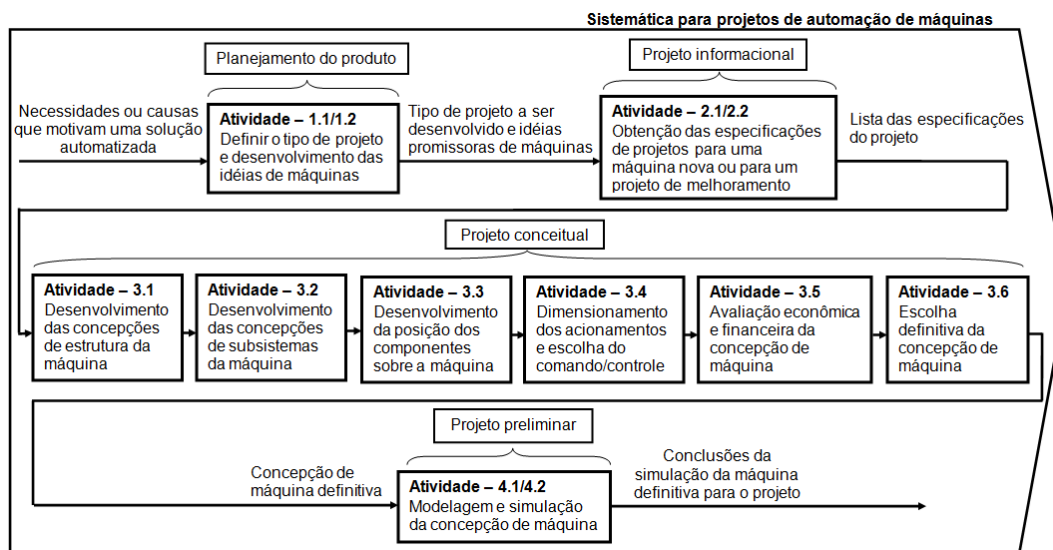 Sistemática para projetos de automação de máquinas
Planejamento do produto
Projeto informacional
Necessidades ou causas
que motivam uma solução
automatizada
Atividade – 1.1/1.2
Definir o tipo de projeto
e desenvolvimento das
idéias de máquinas
Tipo de projeto a ser
desenvolvido e idéias
promissoras de máquinas
Atividade – 2.1/2.2
Obtenção das especificações
de projetos para uma
máquina nova ou para um
projeto de melhoramento
Lista das especificações
do projeto
Projeto conceitual
Atividade – 3.1
Desenvolvimento
das concepções
de estrutura da
máquina
Atividade – 3.2
Desenvolvimento
das concepções
de subsistemas
da máquina
Atividade – 3.3
Desenvolvimento
da posição dos
componentes
sobre a máquina
Atividade – 3.4
Dimensionamento
dos acionamentos
e escolha do
comando/controle
Atividade – 3.5
Avaliação econômica
e financeira da
concepção de
máquina
Atividade – 3.6
Escolha
definitiva da
concepção de
máquina
Projeto preliminar
Concepção de
máquina definitiva
Atividade – 4.1/4.2
Modelagem e simulação
da concepção de máquina
Conclusões da
simulação da máquina
definitiva para o projeto